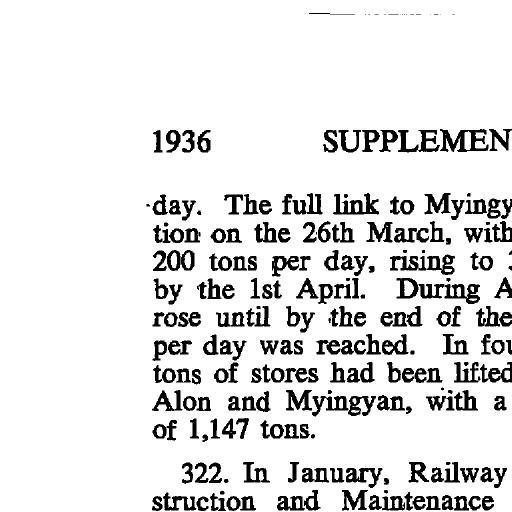 1936 SUPPLEMEN
day. The full link to Myingy
tion on the 26th March, with
200 tons per day, rising to
by the 1st April. During A
rose until by the end of the
per day was reached. In fou
tons of stores had been lifted
Alon and Myingyan, with a
of 1,147 tons.
322. In January, Railway
struction and Maintenance